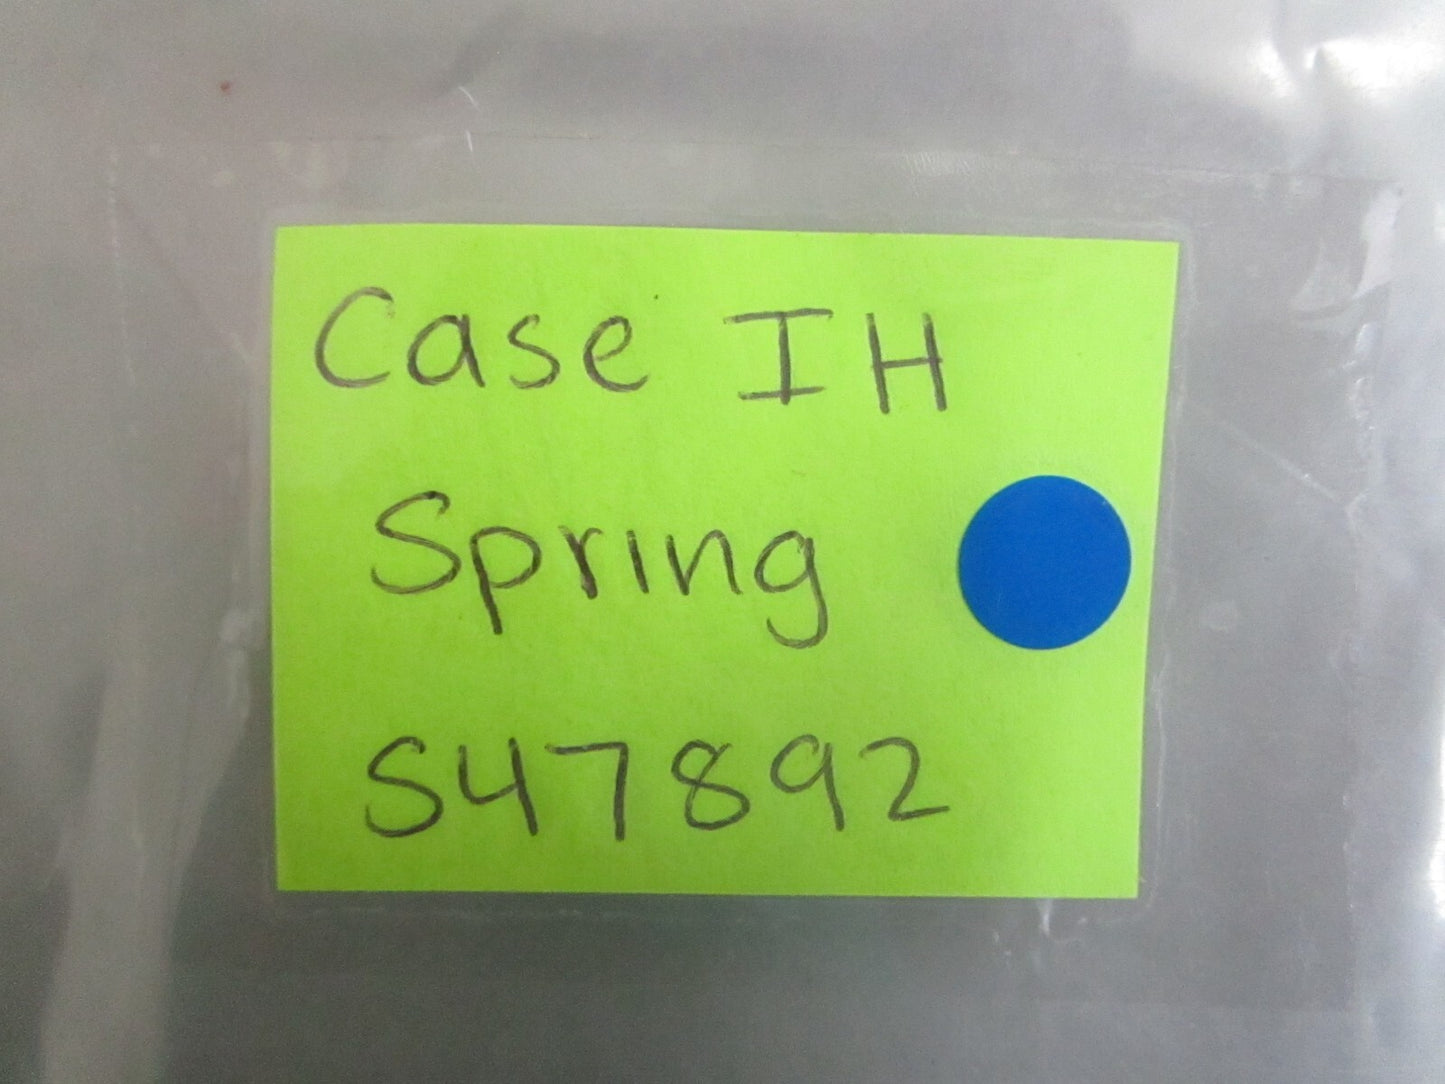 Case IH
Spring
S47892